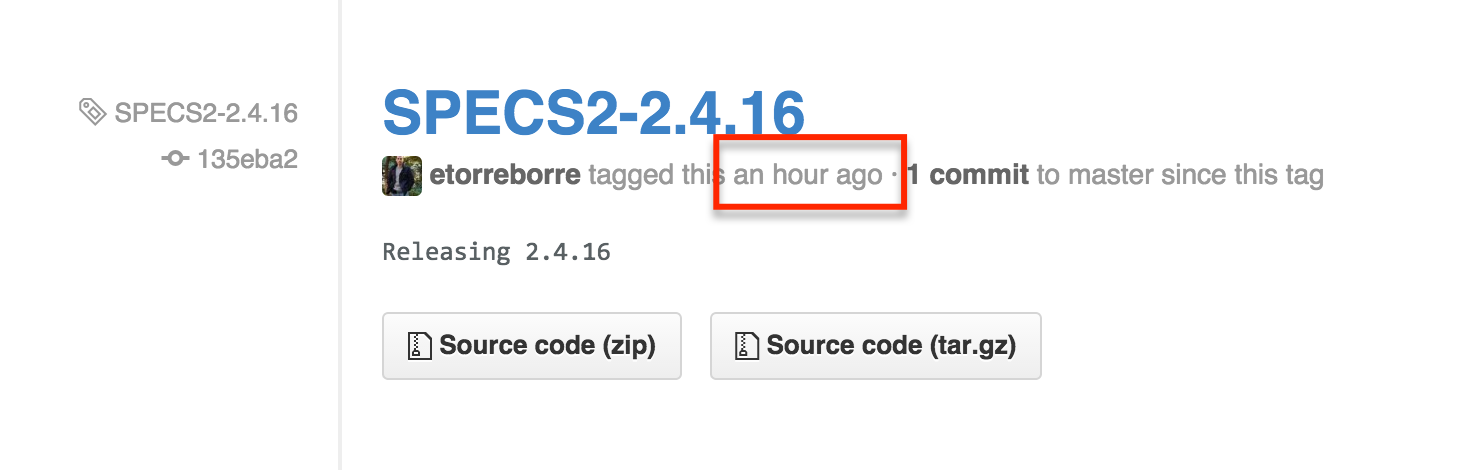 SPECS2-2.4.16
135eba2
SPECS2-2.4.16
etorreborre tagged this an hour ago · 1 commit to master since this tag
Releasing 2.4.16
Source code (zip)
Source code (tar.gz)